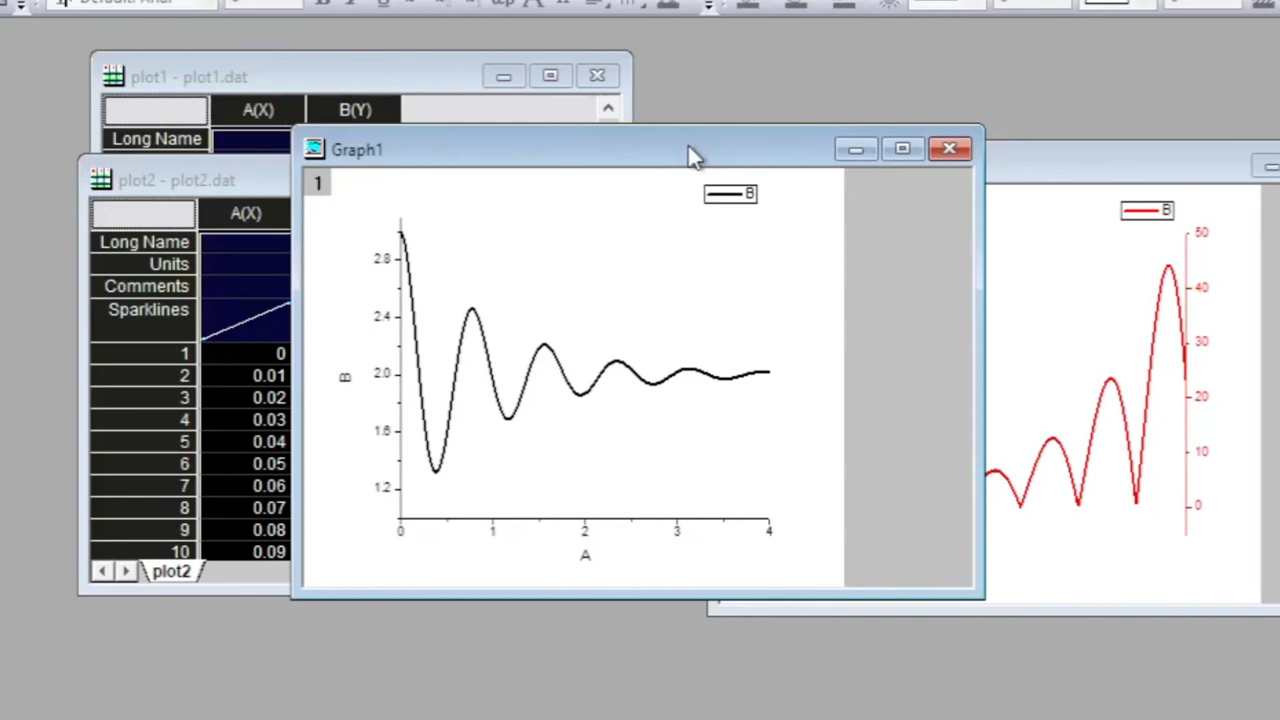 Default: Arial
plot1 - plot1.dat
A(X) B(Y)
Long Name
plot2 - plot2.dat
A(X)
Long Name
Units
Comments
Sparklines
1 0
2 0.01
3 0.02
4 0.03
5 0.04
6 0.05
7 0.06
8 0.07
9 0.08
10 0.09
plot2
Graph1
1
B
2.8
2.4
2.0
1.6
1.2
B
0 1 2 3 4
A
B
50
40
30
20
10
0